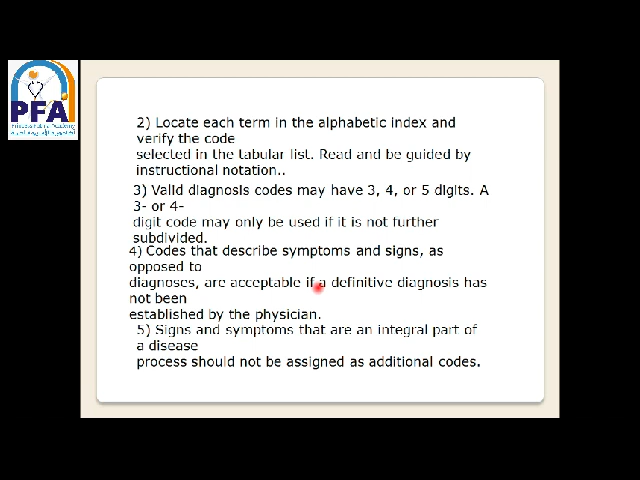 PFA
2) Locate each term in the alphabetic index and
verify the code
selected in the tabular list. Read and be guided by
instructional notation..
3) Valid diagnosis codes may have 3, 4, or 5 digits. A
3- or 4-
digit code may only be used if it is not further
subdivided.
4) Codes that describe symptoms and signs, as
opposed to
diagnoses, are acceptable if a definitive diagnosis has
not been
established by the physician.
5) Signs and symptoms that are an integral part of
a disease
process should not be assigned as additional codes.